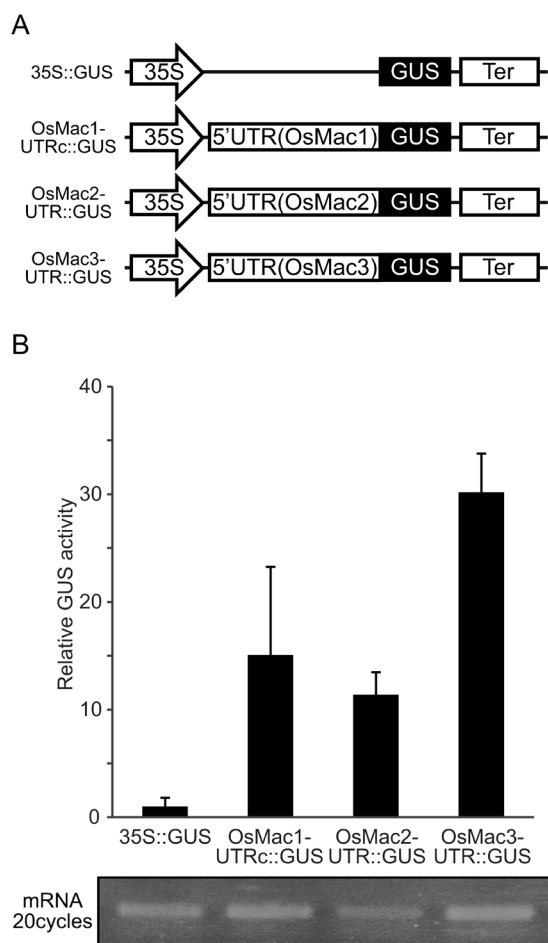 A
35S::GUS
35S
GUS
Ter
OsMac1-
UTRc::GUS
35S
5'UTR(OsMac1)
GUS
Ter
OsMac2-
UTR::GUS
35S
5'UTR(OsMac2)
GUS
Ter
OsMac3-
UTR::GUS
35S
5'UTR(OsMac3)
GUS
Ter
B
Relative GUS activity
40
30
20
10
0
35S::GUS
OsMac1-
UTRc::GUS
OsMac2-
UTR::GUS
OsMac3-
UTR::GUS
mRNA
20cycles